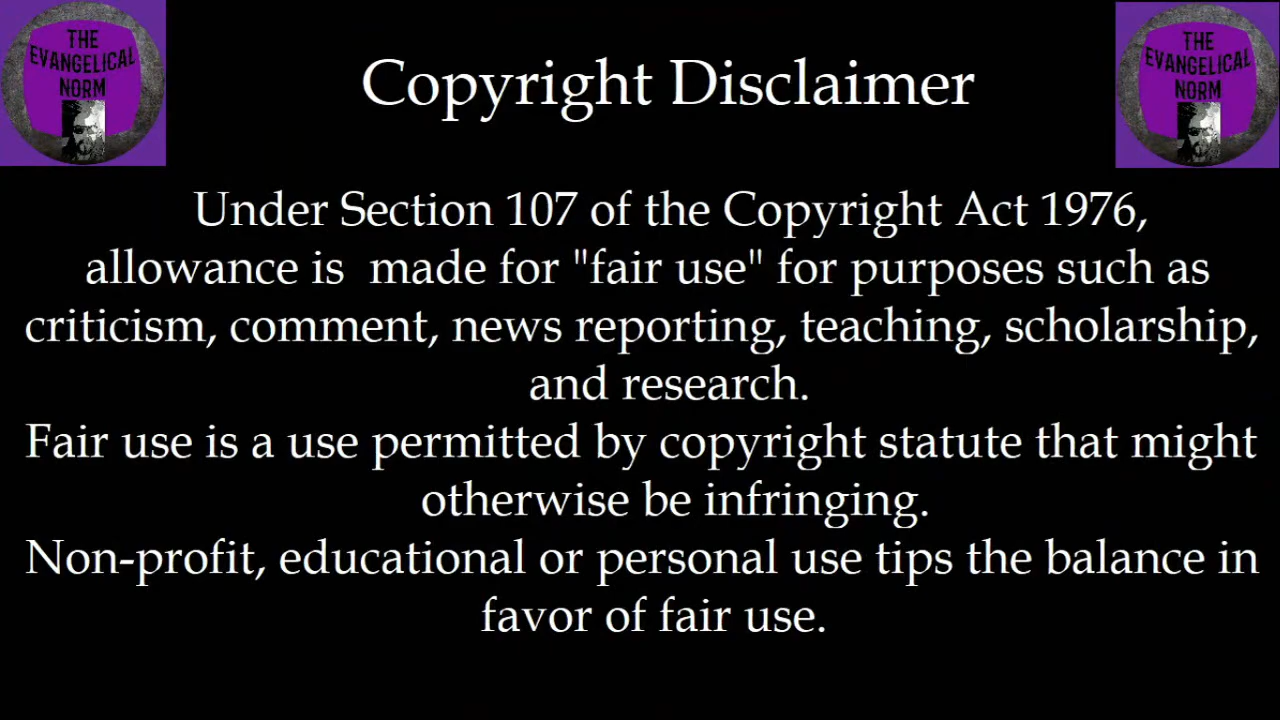 THE
EVANGELICAL
NORM
THE
EVANGELICAL
NORM
Copyright Disclaimer
Under Section 107 of the Copyright Act 1976,
allowance is  made for "fair use" for purposes such as
criticism, comment, news reporting, teaching, scholarship,
and research.
Fair use is a use permitted by copyright statute that might
otherwise be infringing.
Non-profit, educational or personal use tips the balance in
favor of fair use.